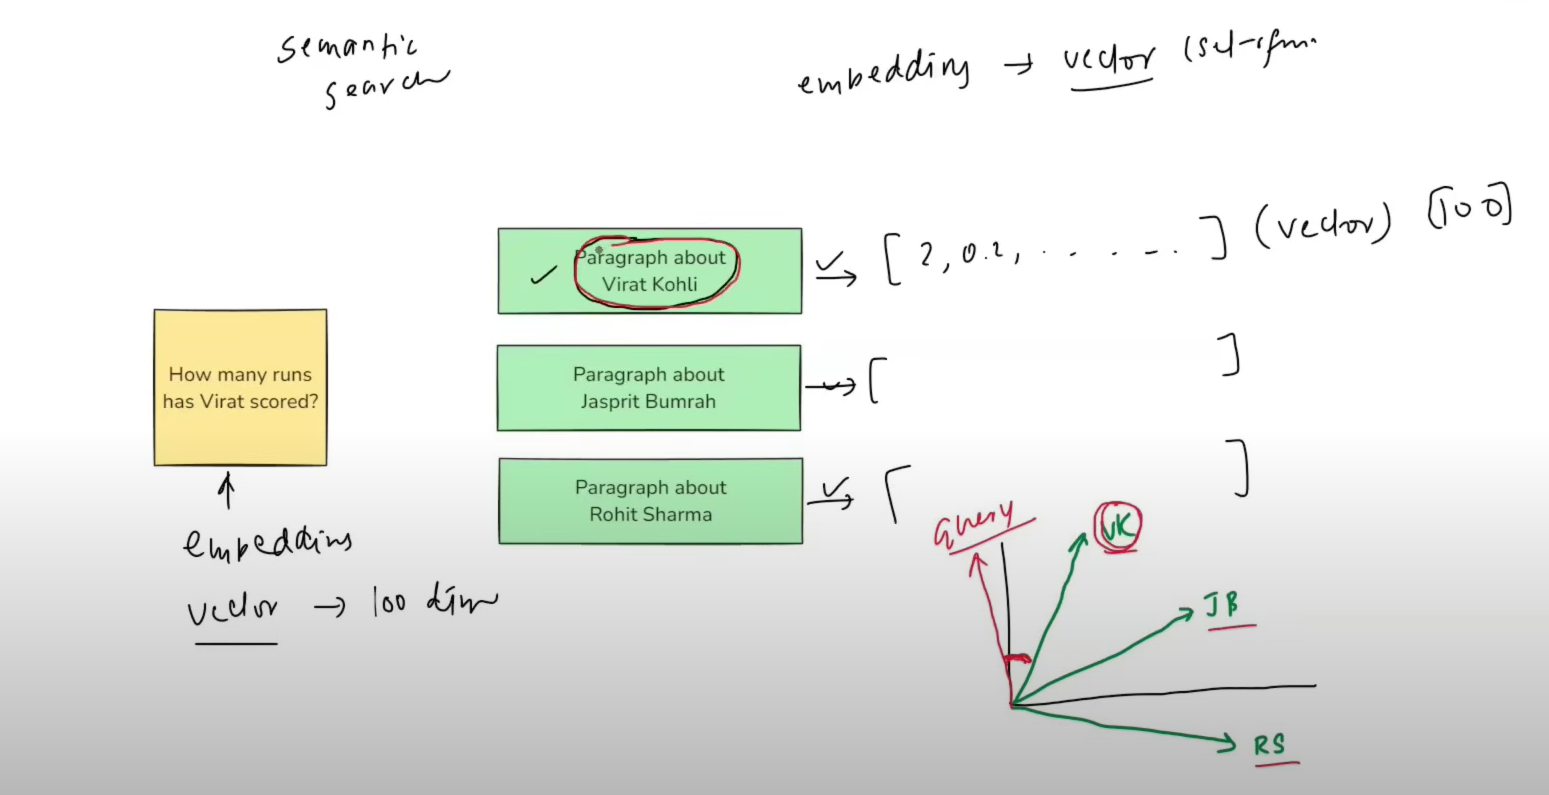 semantic
search
embedding → vector
Paragraph about
Virat Kohli
[2, 0.2, . . . - - .] (vector) [100]
How many runs
has Virat scored?
Paragraph about
Jasprit Bumrah
[ ]
Paragraph about
Rohit Sharma
[ ]
embedding
vector → 100 dim
query
VK
JB
RS